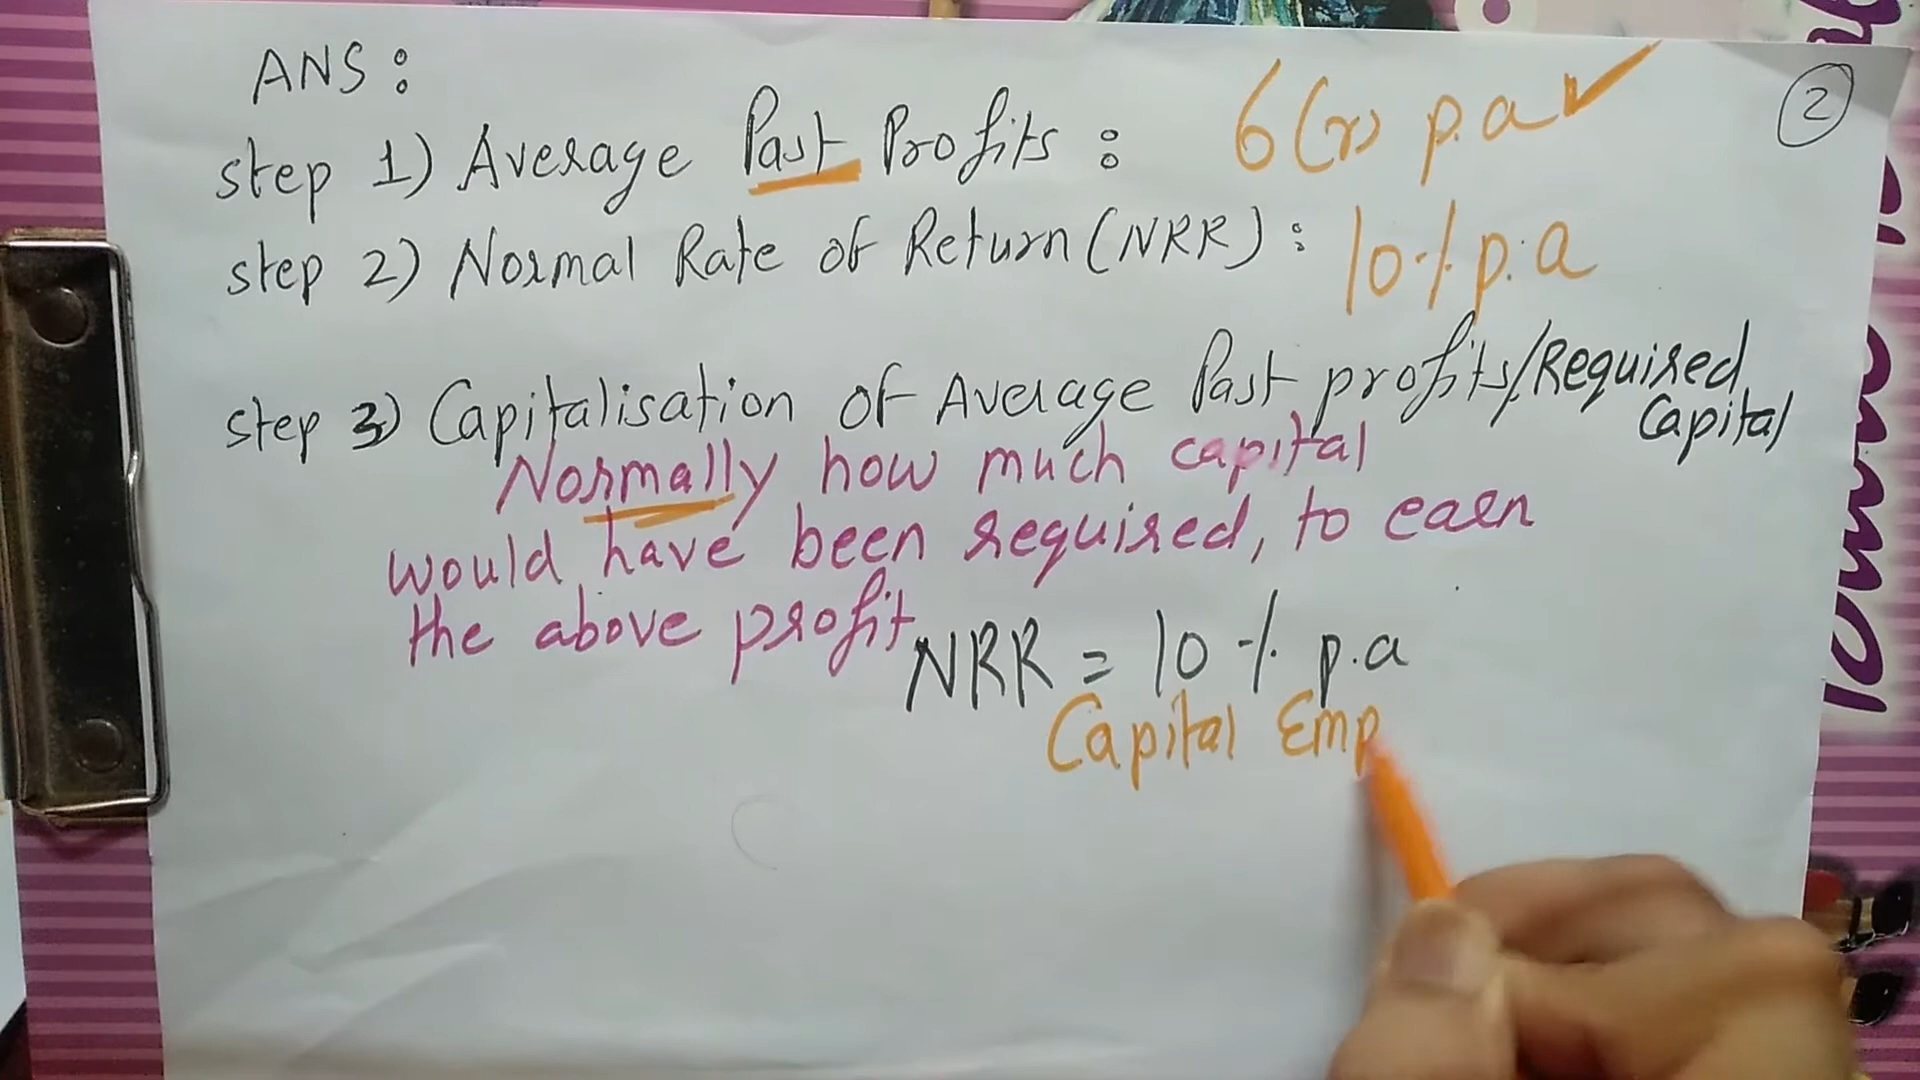 ANS :
2
step 1) Average Past Profits : 6(r) p.a ✓
step 2) Normal Rate of Return (NRR) : 10% p.a
step 3) Capitalisation of Average Past profits/Required
Capital
Normally how much capital
would have been required, to earn
the above profit
NRR = 10% p.a
Capital Emp